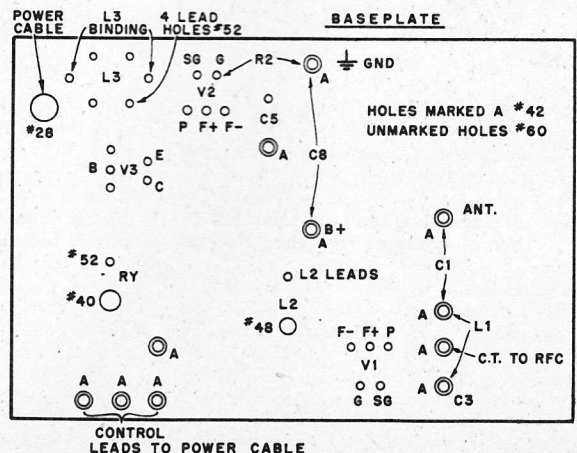 BASEPLATE
POWER CABLE
L3 BINDING
4 LEAD HOLES #52
L3
SG G
R2
V2
P F+ F-
A
GND
HOLES MARKED A #42
UNMARKED HOLES #60
#28
C5
A
C8
B V3
E
C
B+
A
ANT.
A
C1
#52
RY
#40
L2 LEADS
L2
#48
A
L1
F- F+ P
V1
G SG
A
C.T. TO RFC
A
C3
A
A A A
CONTROL
LEADS TO POWER CABLE